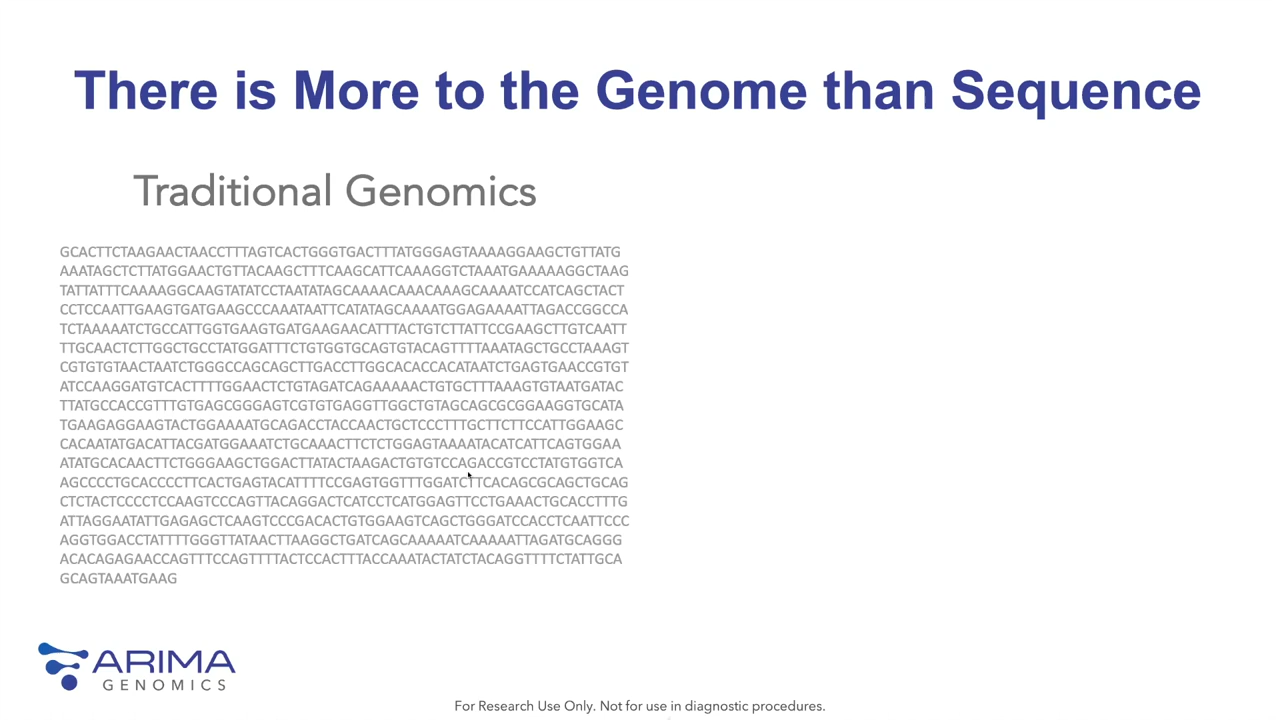 There is More to the Genome than Sequence
Traditional Genomics
GCACTTCTAAGAACTAACCTTTAGTCACTGGGTGACTTTATGGGAGTAAAAGGAAGCTGTTATG
AAATAGCTCTTATGGAACTGTTACAAGCTTTCAAGCATTCAAAGGTCTAAATGAAAAAGGCTAAG
TATTATTTCAAAAGGCAAGTATATCCTAATATAGCAAAACAAACAAAGCAAAATCCATCAGCTACT
CCTCCAATTGAAGTGATGAAGCCCAAATAATTCATATAGCAAAATGGAGAAAATTAGACCGGCCA
TCTAAAAATCTGCCATTGGTGAAGTGATGAAGAACATTTACTGTCTTATTCCGAAGCTTGTCAATT
TTGCAACTCTTGGCTGCCTATGGATTTCTGTGGTGCAGTGTACAGTTTTAAATAGCTGCCTAAAGT
CGTGTGTAACTAATCTGGGCCAGCAGCTTGACCTTGGCACACCACATAATCTGAGTGAACCGTGT
ATCCAAGGATGTCACTTTTGGAACTCTGTAGATCAGAAAAACTGTGCTTTAAAGTGTAATGATAC
TTATGCCACCGTTTGTGAGCGGGAGTCGTGTGAGGTTGGCTGTAGCAGCGCGGAAGGTGCATA
TGAAGAGGAAGTACTGGAAAATGCAGACCTACCAACTGCTCCCTTTGCTTCTTCCATTGGAAGC
CACAATATGACATTACGATGGAAATCTGCAAACTTCTCTGGAGTAAAATACATCATTCAGTGGAA
ATATGCACAACTTCTGGGAAGCTGGACTTATACTAAGACTGTGTCCAGACCGTCCTATGTGGTCA
AGCCCCTGCACCCCTTCACTGAGTACATTTTCCGAGTGGTTTGGATCTTCACAGCGCAGCTGCAG
CTCTACTCCCCTCCAAGTCCCAGTTACAGGACTCATCCTCATGGAGTTCCTGAAACTGCACCTTTG
ATTAGGAATATTGAGAGCTCAAGTCCCGACACTGTGGAAGTCAGCTGGGATCCACCTCAATTCCC
AGGTGGACCTATTTTGGGTTATAACTTAAGGCTGATCAGCAAAAATCAAAAATTAGATGCAGGG
ACACAGAGAACCAGTTTCCAGTTTTACTCCACTTTACCAAATACTATCTACAGGTTTTCTATTGCA
GCAGTAAATGAAG
ARIMA
GENOMICS
For Research Use Only. Not for use in diagnostic procedures.